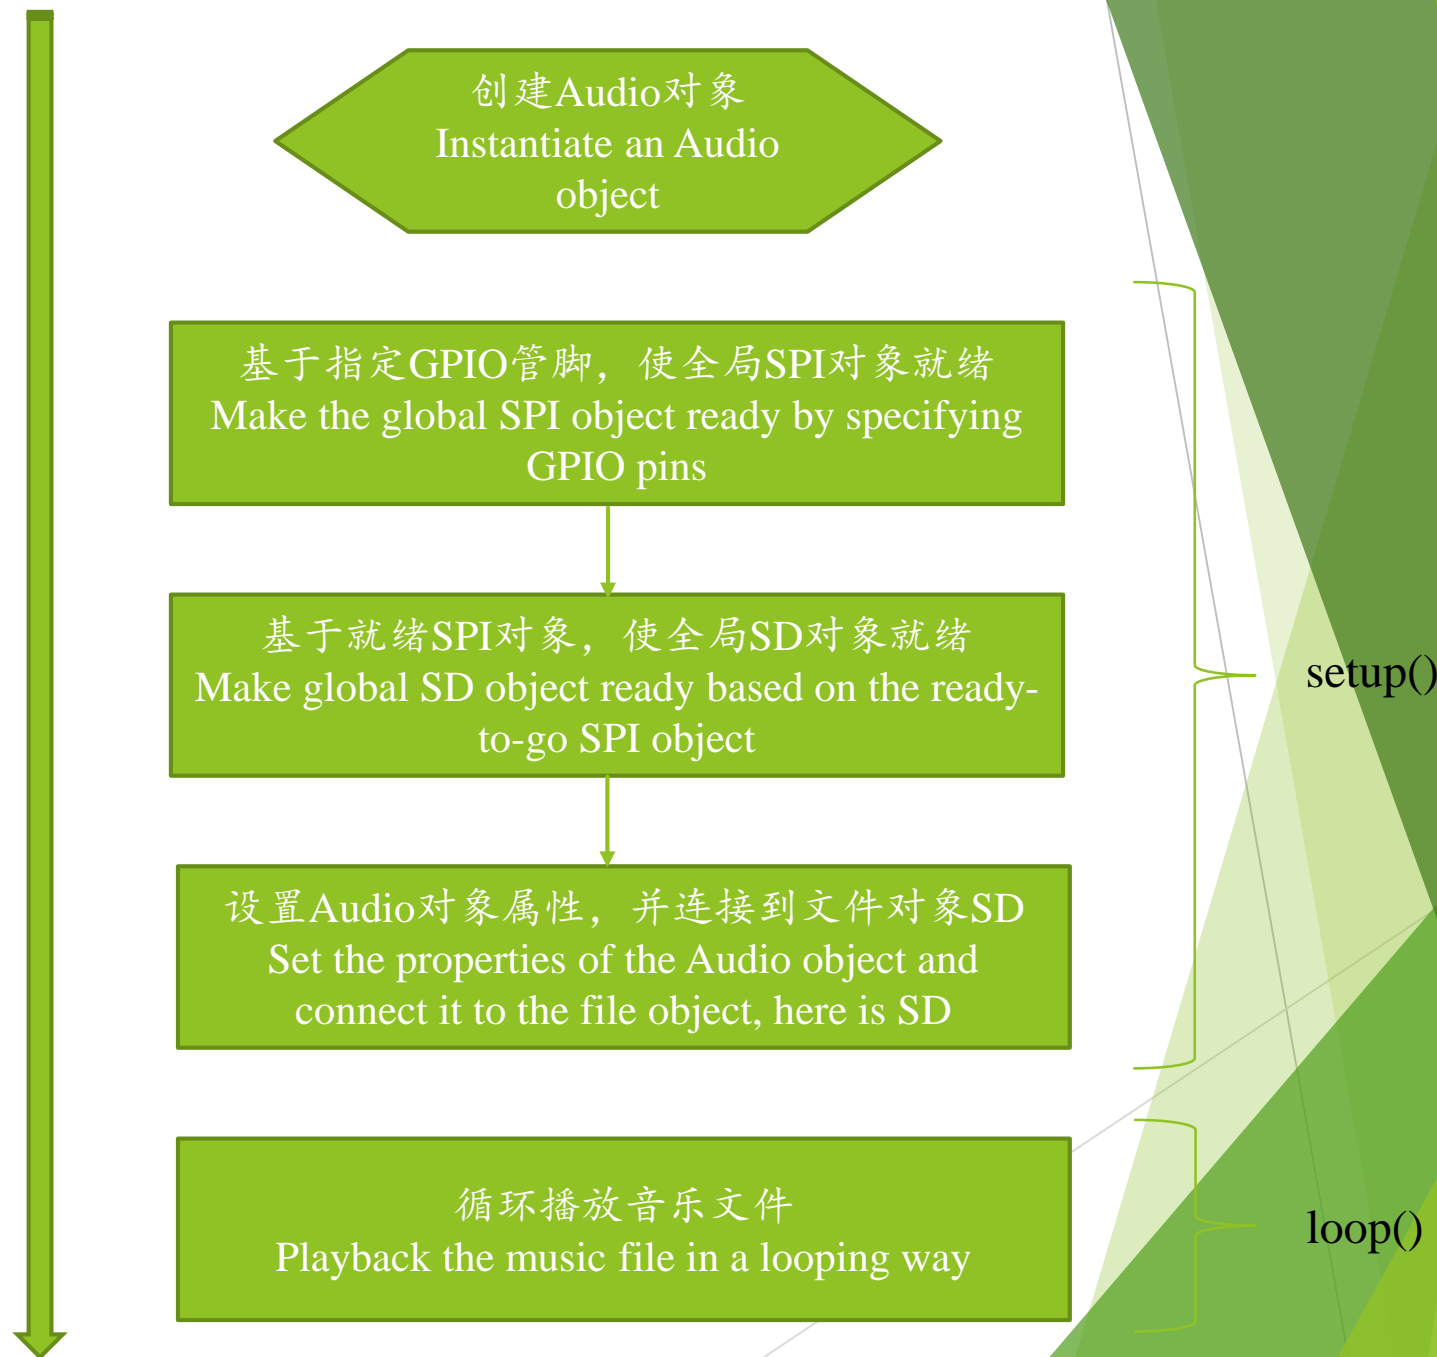 创建Audio对象
Instantiate an Audio
object
基于指定GPIO管脚，使全局SPI对象就绪
Make the global SPI object ready by specifying
GPIO pins
基于就绪SPI对象，使全局SD对象就绪
Make global SD object ready based on the ready-
to-go SPI object
setup()
设置Audio对象属性，并连接到文件对象SD
Set the properties of the Audio object and
connect it to the file object, here is SD
循环播放音乐文件
Playback the music file in a looping way
loop()